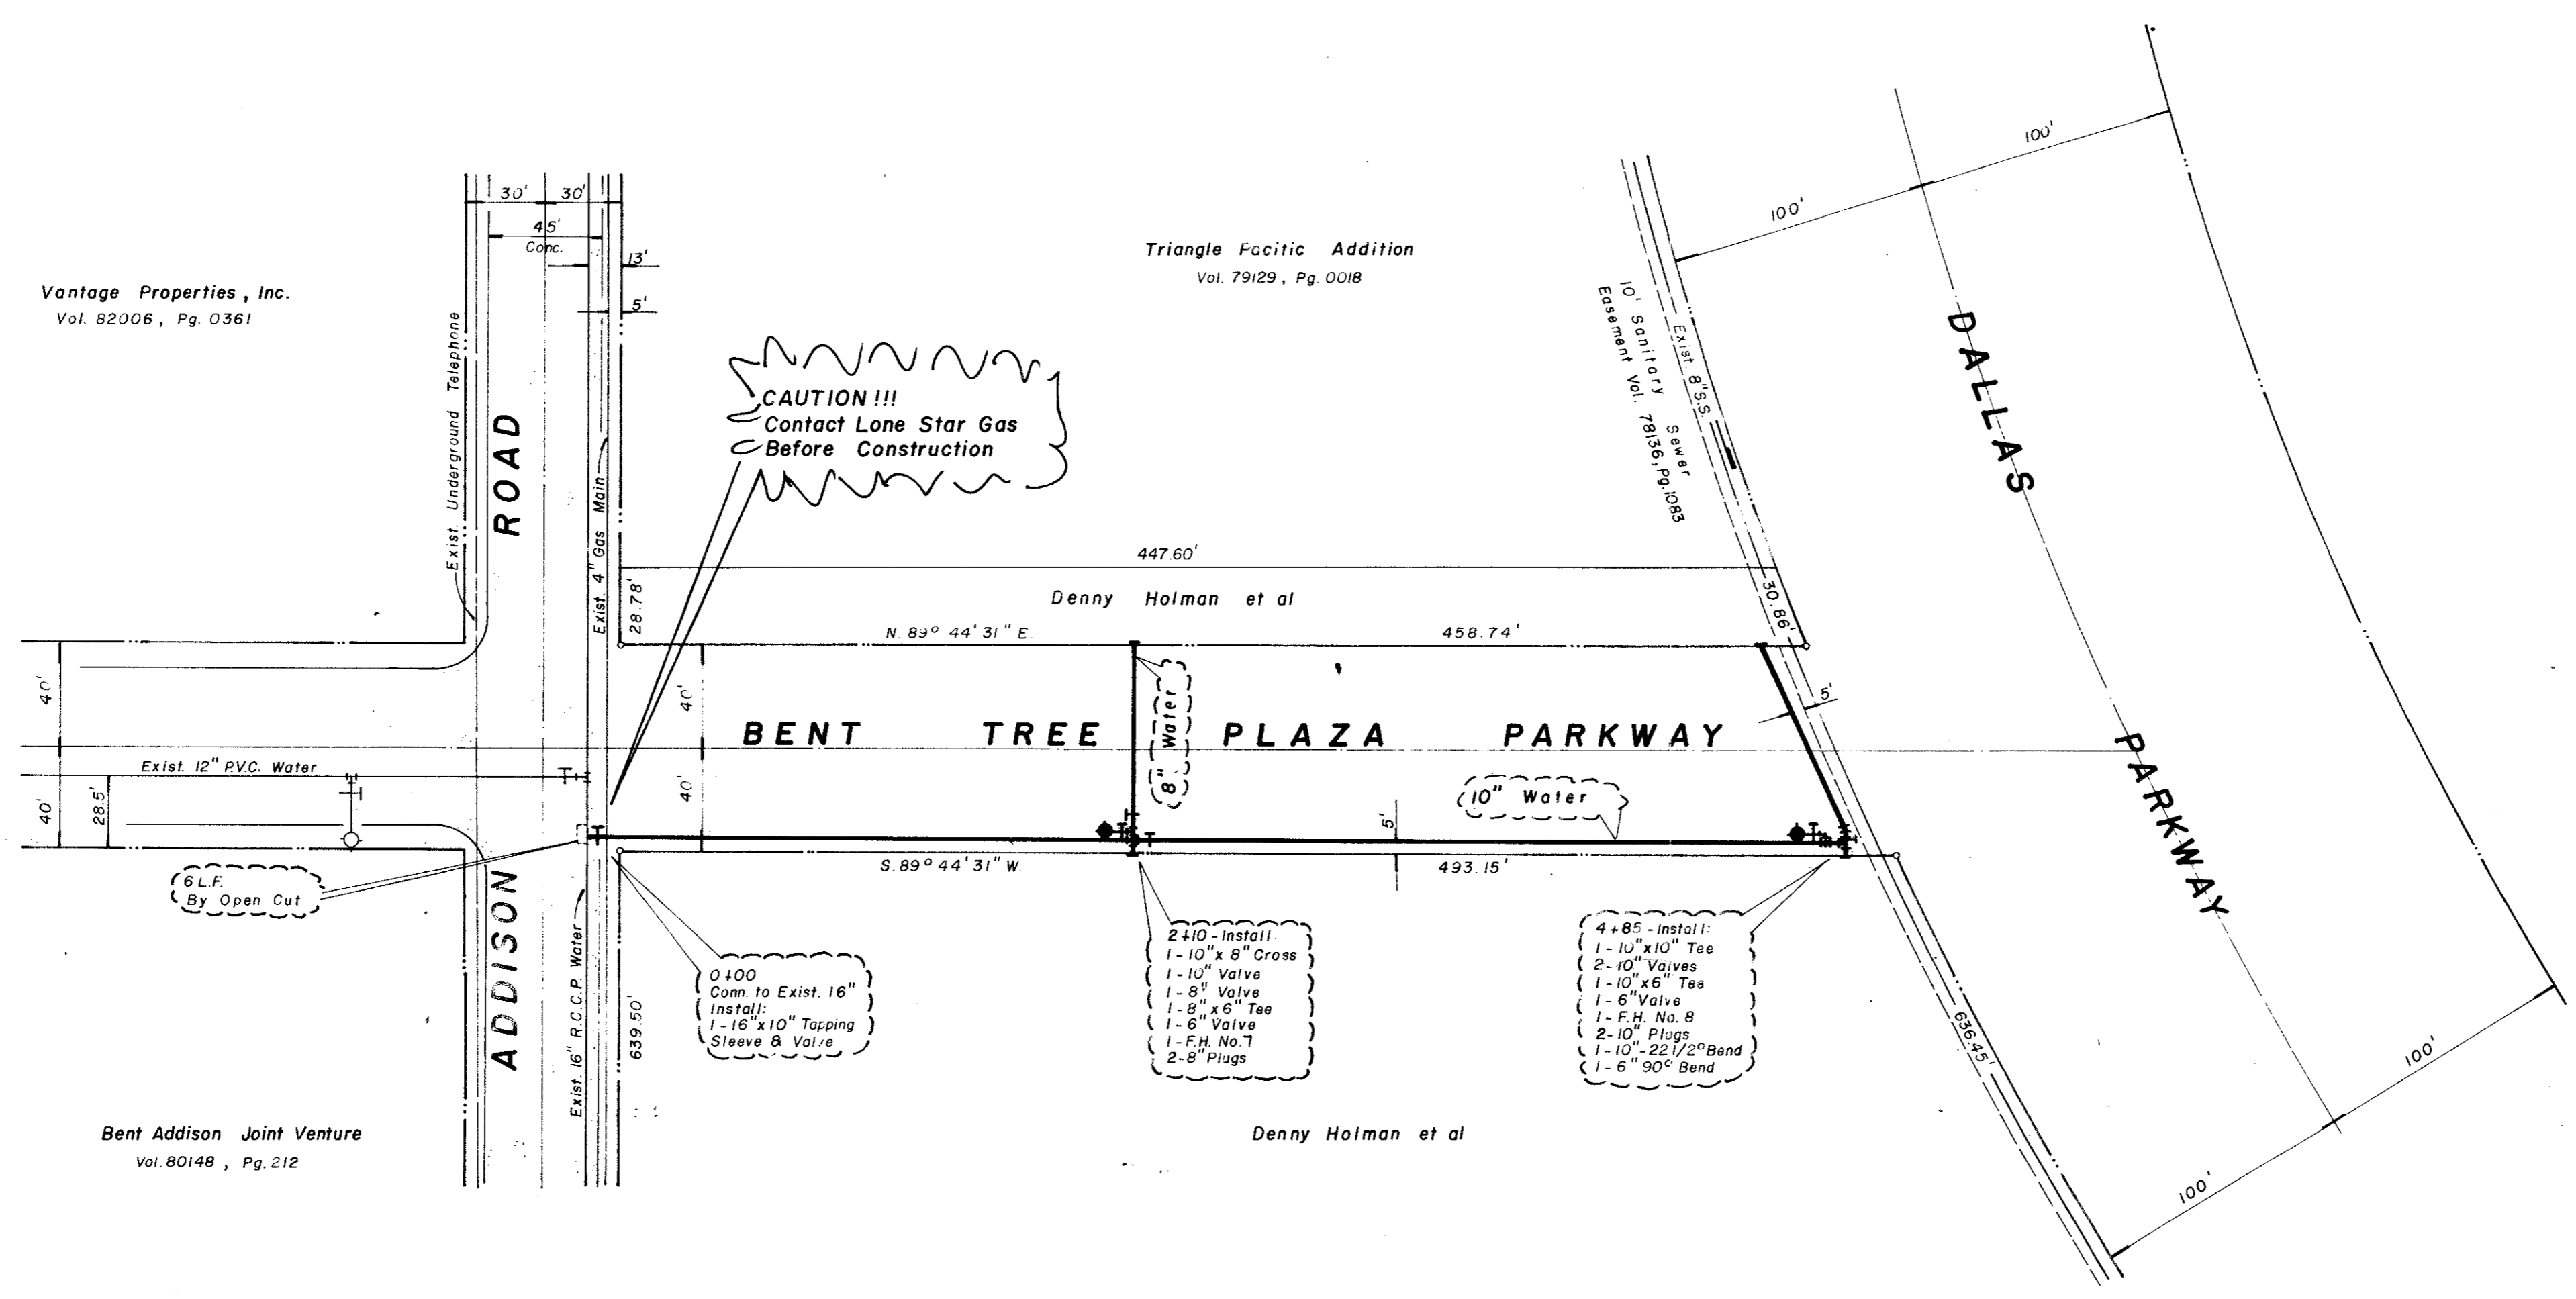 100'
100'
30' 30'
45'
Conc.
13'
5'
Vantage Properties, Inc.
Vol. 82006, Pg. 0361
Triangle Pacific Addition
Vol. 79129, Pg. 0018
Exist. Underground Telephone
ROAD
Exist. 4" Gas Main
CAUTION!!!
Contact Lone Star Gas
Before Construction
10' Sanitary Sewer
Easement Vol. 78136, Pg. 1083
Exist. 8" S.S.
DALLAS
PARKWAY
447.60'
28.78'
Denny Holman et al
30.86'
N. 89° 44' 31" E.
458.74'
40'
40'
40'
40'
28.5'
Exist. 12" P.V.C. Water
BENT TREE PLAZA PARKWAY
8" Water
10" Water
5'
5'
S. 89° 44' 31" W.
493.15'
6 L.F.
By Open Cut
ADDISON
Exist. 16" R.C.C.P. Water
639.50'
0+00
Conn. to Exist. 16"
Install:
1-16"x10" Tapping
Sleeve & Valve
2+10-Install:
1-10"x 8" Cross
1-10" Valve
1-8" Valve
1-8" x6" Tee
1-6" Valve
1-F.H. No. 7
2-8" Plugs
4+85-Install:
1-10"x10" Tee
2-10" Valves
1-10"x6" Tee
1-6" Valve
1-F.H. No. 8
2-10" Plugs
1-10"-22 1/2° Bend
1-6" 90° Bend
636.45'
100'
100'
Bent Addison Joint Venture
Vol. 80148, Pg. 212
Denny Holman et al